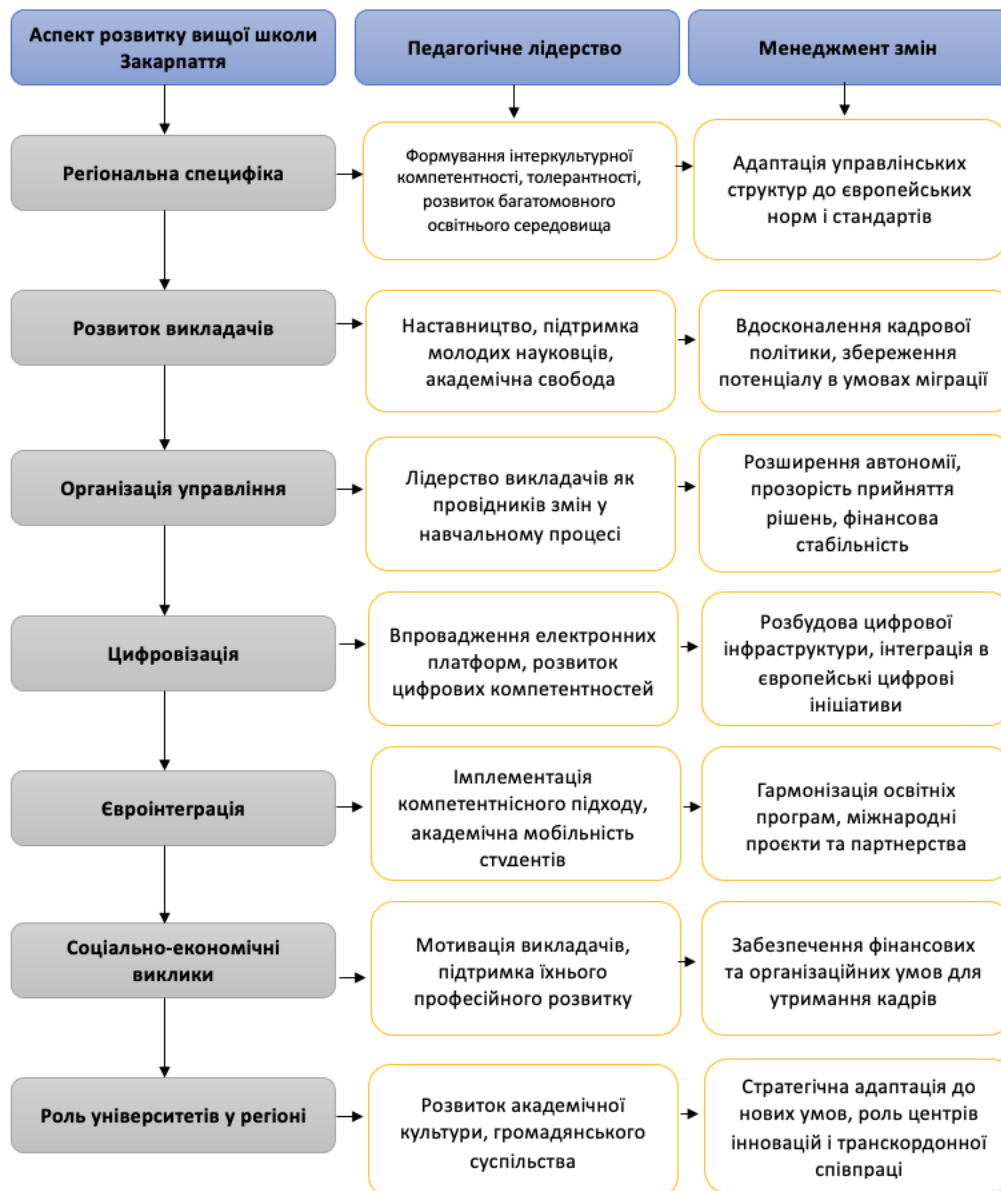 Аспект розвитку вищої школи
Закарпаття
Педагогічне лідерство
Менеджмент змін
Регіональна специфіка
Формування інтеркультурної
компетентності, толерантності,
розвиток багатомовного
освітнього середовища
Адаптація управлінських
структур до європейських
норм і стандартів
Розвиток викладачів
Наставництво, підтримка
молодих науковців,
академічна свобода
Вдосконалення кадрової
політики, збереження
потенціалу в умовах міграції
Організація управління
Лідерство викладачів як
провідників змін у
навчальному процесі
Розширення автономії,
прозорість прийняття
рішень, фінансова
стабільність
Цифровізація
Впровадження електронних
платформ, розвиток
цифрових компетентностей
Розбудова цифрової
інфраструктури, інтеграція в
європейські цифрові
ініціативи
Євроінтеграція
Імплементація
компетентнісного підходу,
академічна мобільність
студентів
Гармонізація освітніх
програм, міжнародні
проєкти та партнерства
Соціально-економічні
виклики
Мотивація викладачів,
підтримка їхнього
професійного розвитку
Забезпечення фінансових
та організаційних умов для
утримання кадрів
Роль університетів у регіоні
Розвиток академічної
культури, громадянського
суспільства
Стратегічна адаптація до
нових умов, роль центрів
інновацій і транскордонної
співпраці